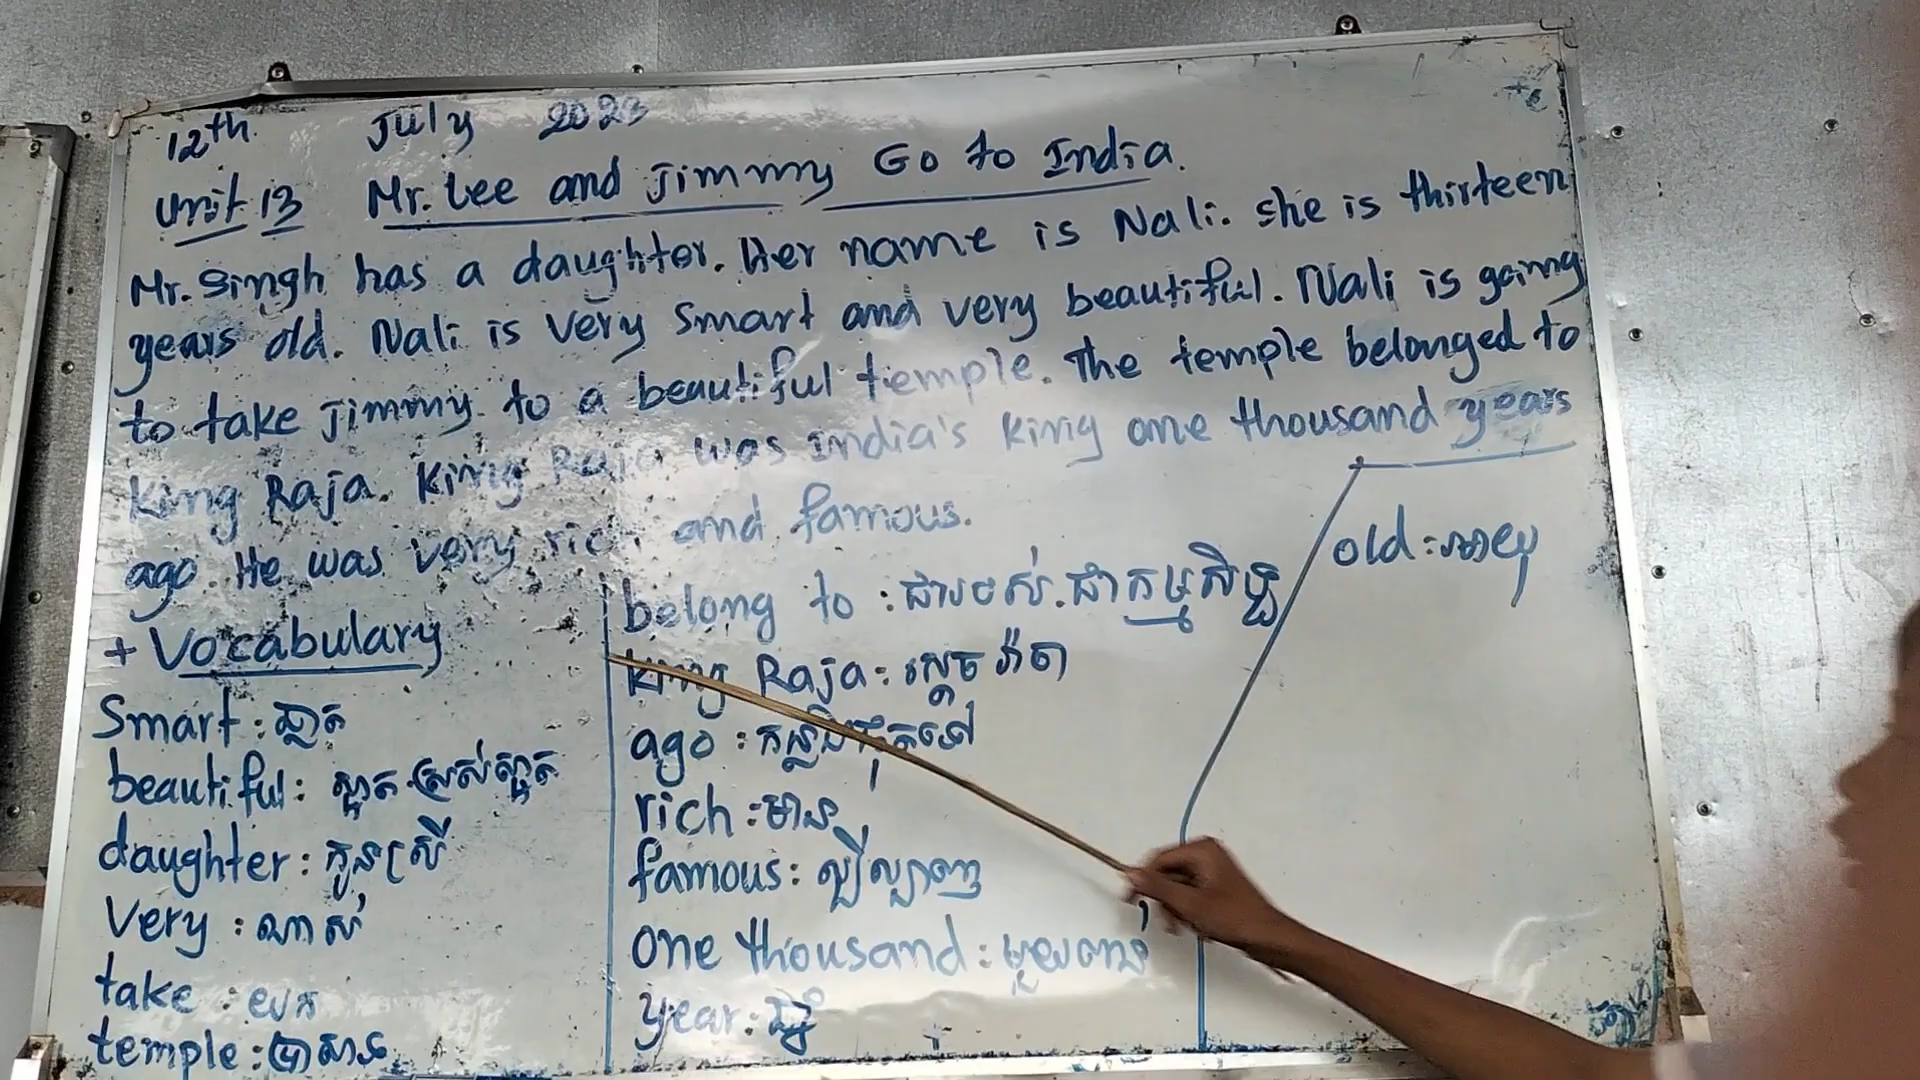 12th July 2023
Unit 13 Mr. Lee and Jimmy Go to India.
Mr. Singh has a daughter. Her name is Nali. She is thirteen
years old. Nali is very smart and very beautiful. Nali is going
to take Jimmy to a beautiful temple. The temple belonged to
King Raja. King Raja was India's king one thousand years
ago. He was very rich and famous.
+ Vocabulary
Smart : ឆ្លាត
beautiful : ស្អាត ស្រស់ស្អាត
daughter : កូនស្រី
Very : ណាស់
take : យក
temple : ប្រាសាទ
belong to : ជារបស់. ជាកម្មសិទ្ធ
King Raja : ស្ដេច រ៉ាចា
ago : កន្លងផុតទៅ
rich : មាន
famous : ល្បីល្បាញ
one thousand : មួយពាន់
year : ឆ្នាំ
old : អាយុ